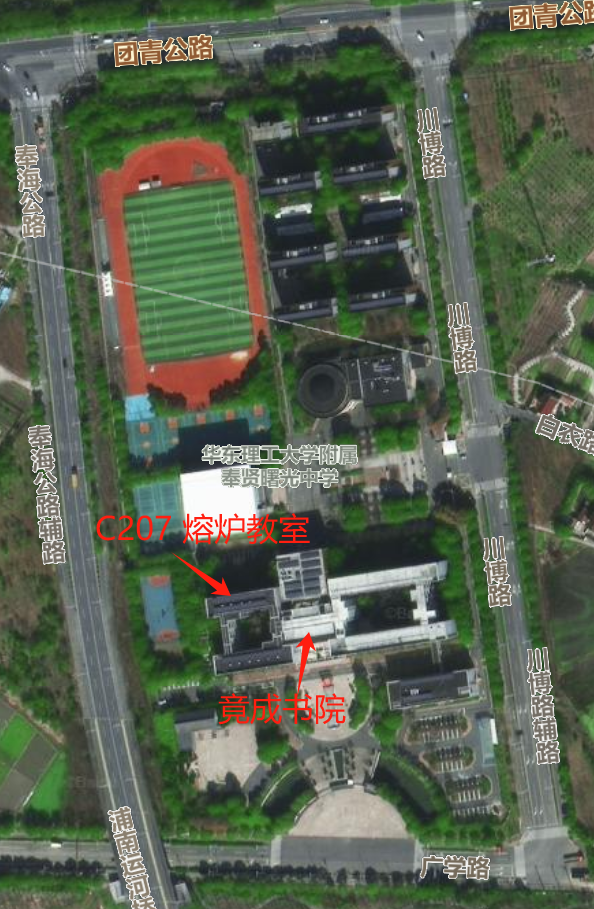 团青公路
团青公路
川博路
奉海公路
川博路
白衣路
奉海公路辅路
华东理工大学附属
奉贤曙光中学
C207 熔炉教室
川博路
川博路辅路
竟成书院
浦南运河桥
广学路